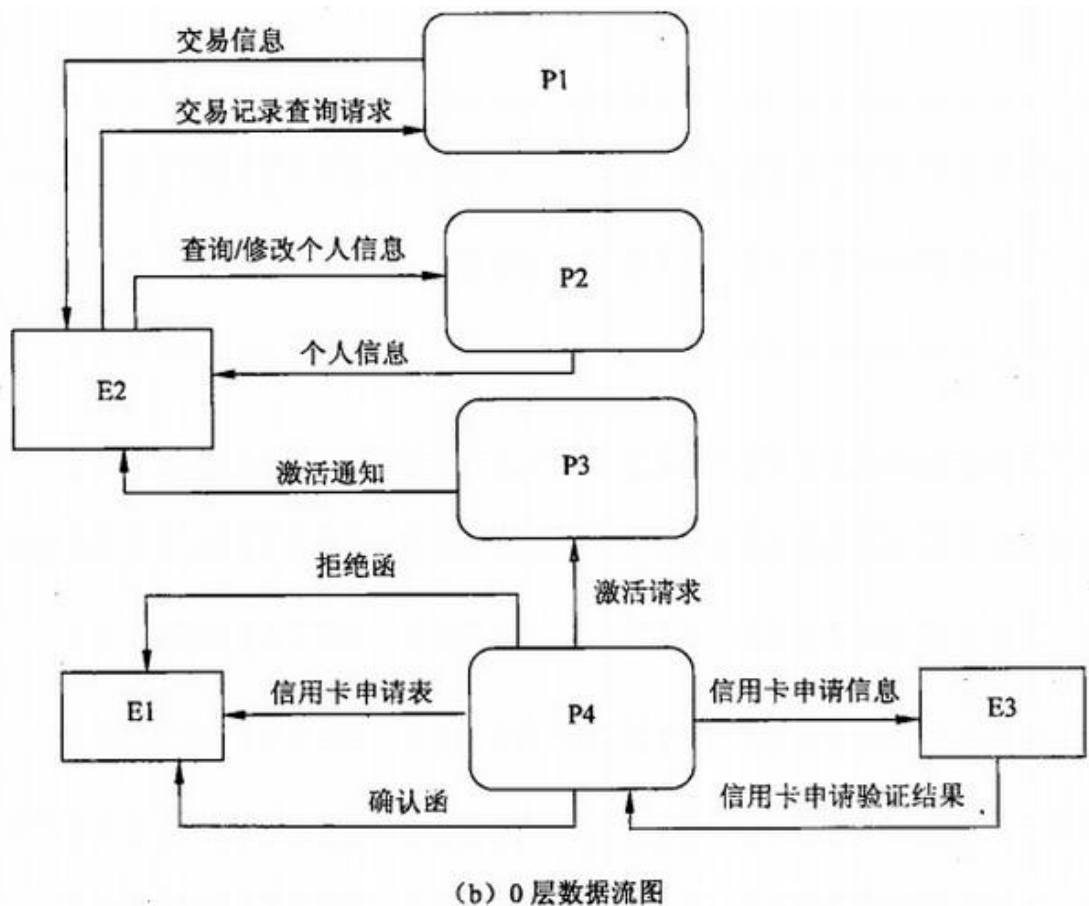 交易信息
P1
交易记录查询请求
查询/修改个人信息
P2
个人信息
E2
P3
激活通知
拒绝函
激活请求
E1
信用卡申请表
P4
信用卡申请信息
E3
确认函
信用卡申请验证结果
(b) 0 层数据流图